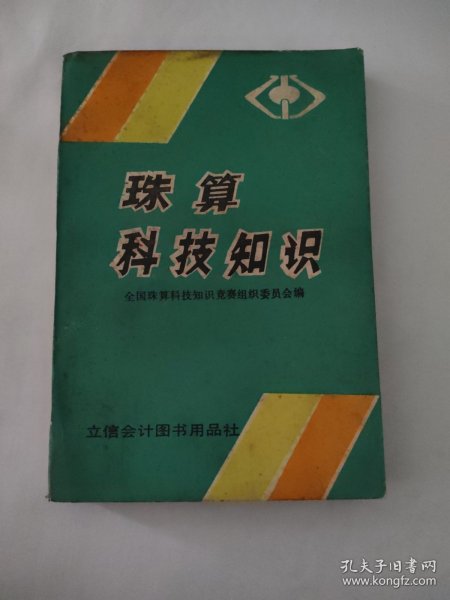 珠算
科技知识
全国珠算科技知识竞赛组织委员会编
立信会计图书用品社
孔夫子旧书网
www.kongfz.com